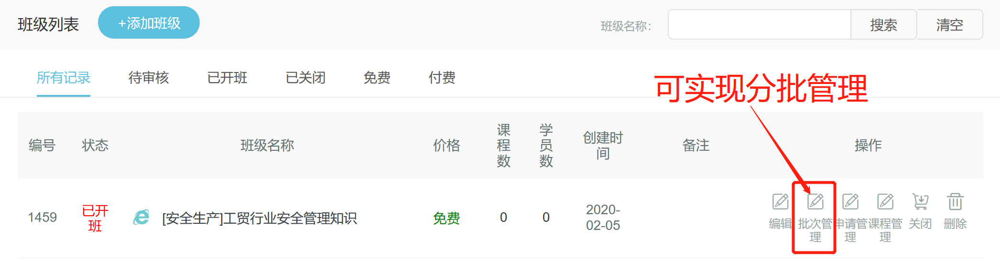 班级列表
+添加班级
班级名称：
搜索
清空
所有记录
待审核
已开班
已关闭
免费
付费
可实现分批管理
编号
状态
班级名称
价格
课
程
数
学
员
数
创建时
间
备注
操作
1459
已开
班
[安全生产]工贸行业安全管理知识
免费
0
0
2020-
02-05
编辑
批次管
理
申请管
理
课程管
理
关闭
删除